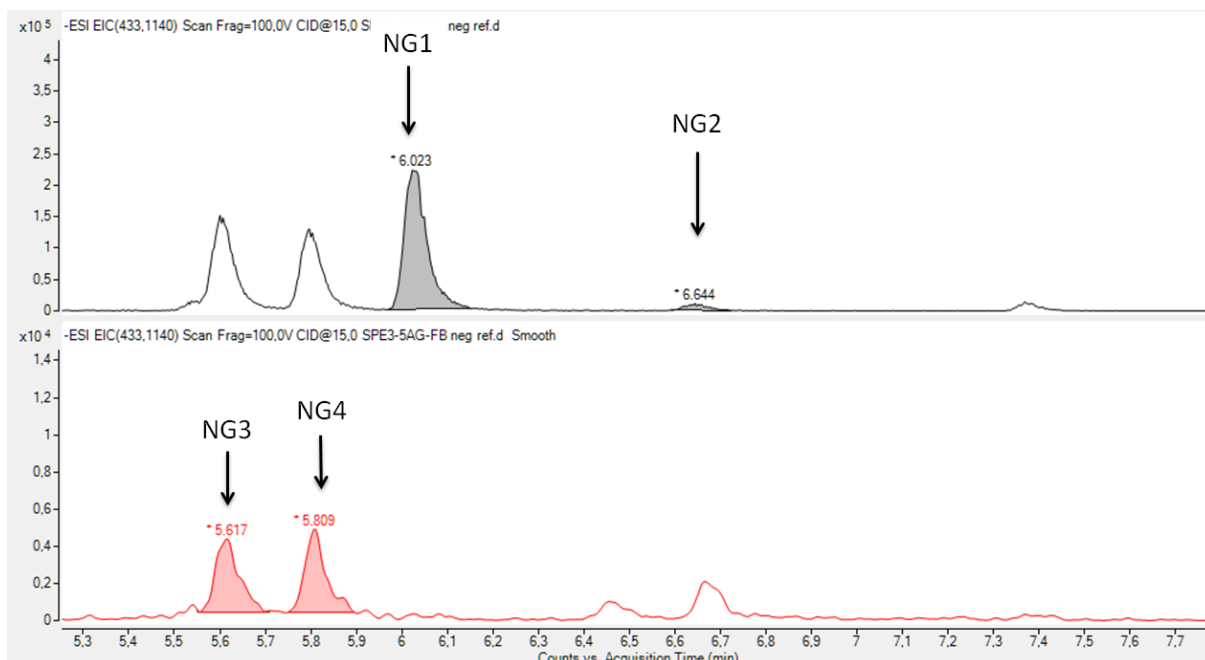 x10 5 -ESI EIC(433,1140) Scan Frag=100,0V CID@15,0 neg ref.d
NG1
NG2
4
3,5
3
2,5
2
1,5
1
0,5
0
* 6.023
* 6.644
x10 4 -ESI EIC(433,1140) Scan Frag=100,0V CID@15,0 SPE3-5AG-FB neg ref.d Smooth
1,4
1,2
1
0,8
0,6
0,4
0,2
0
NG3
NG4
* 5.617
* 5.809
5,3 5,4 5,5 5,6 5,7 5,8 5,9 6 6,1 6,2 6,3 6,4 6,5 6,6 6,7 6,8 6,9 7 7,1 7,2 7,3 7,4 7,5 7,6 7,7
Counts vs. Acquisition Time (min)